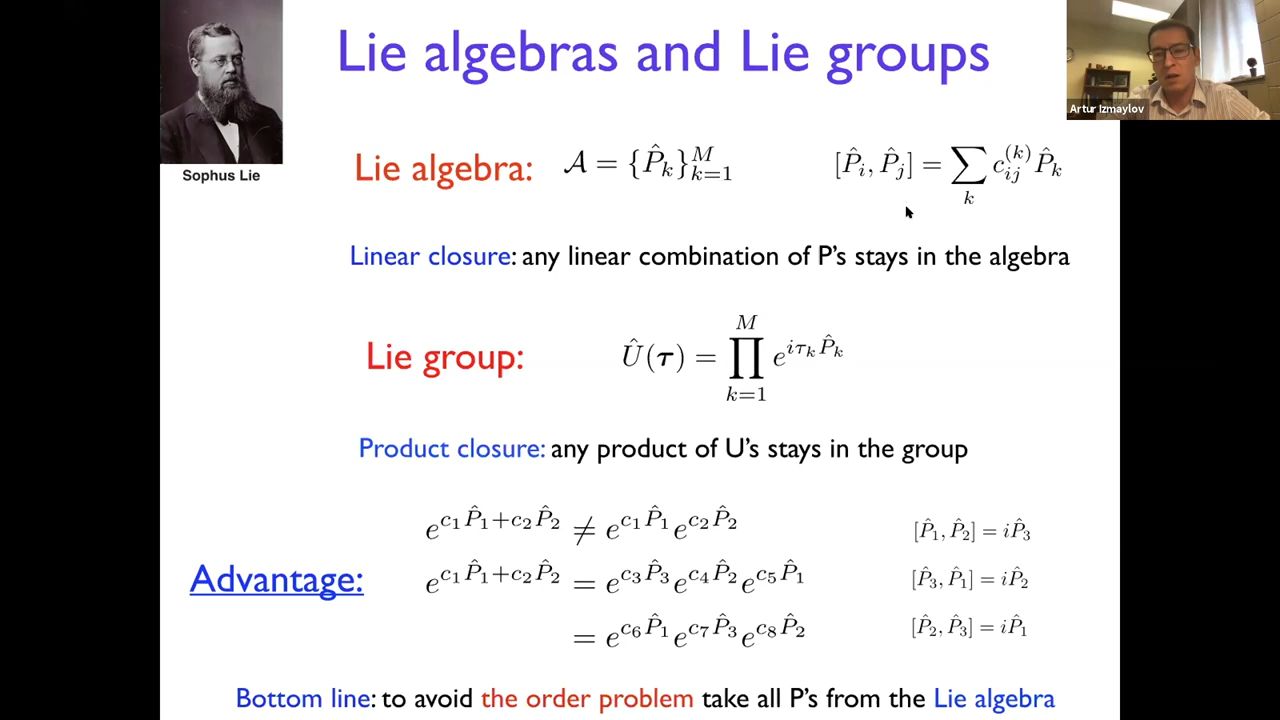 Lie algebras and Lie groups
Artur Izmaylov
Sophus Lie
Lie algebra: 𝒜 = {P̂_k}_{k=1}^{M} [P̂_i, P̂_j] = ∑_k c_{ij}^{(k)} P̂_k
Linear closure: any linear combination of P's stays in the algebra
Lie group: Û(τ) = ∏_{k=1}^{M} e^{iτ_k P̂_k}
Product closure: any product of U's stays in the group
e^{c_1 P̂_1 + c_2 P̂_2} ≠ e^{c_1 P̂_1} e^{c_2 P̂_2} [P̂_1, P̂_2] = iP̂_3
Advantage: e^{c_1 P̂_1 + c_2 P̂_2} = e^{c_3 P̂_3} e^{c_4 P̂_2} e^{c_5 P̂_1} [P̂_3, P̂_1] = iP̂_2
= e^{c_6 P̂_1} e^{c_7 P̂_3} e^{c_8 P̂_2} [P̂_2, P̂_3] = iP̂_1
Bottom line: to avoid the order problem take all P's from the Lie algebra